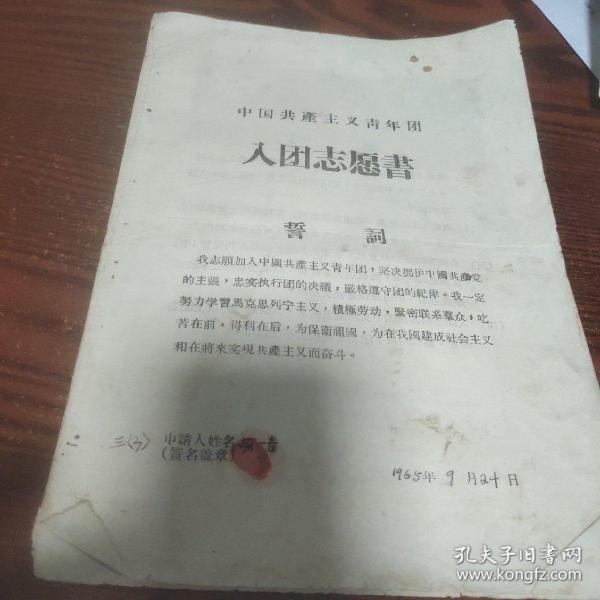 中国共產主义青年团
入团志愿書
誓詞
我志願加入中國共產主义青年团，坚决拥护中國共產党
的主張，忠实执行团的决議，嚴格遵守团的紀律。我一定
努力学習馬克思列宁主义，積極劳动，緊密联系羣众，吃
苦在前，得利在后，为保衛祖國，为在我國建成社会主义
和在將來实現共產主义而奋斗。
申請人姓名
(簽名蓋章)
1965年9月24日
孔夫子旧书网
www.kongfz.com